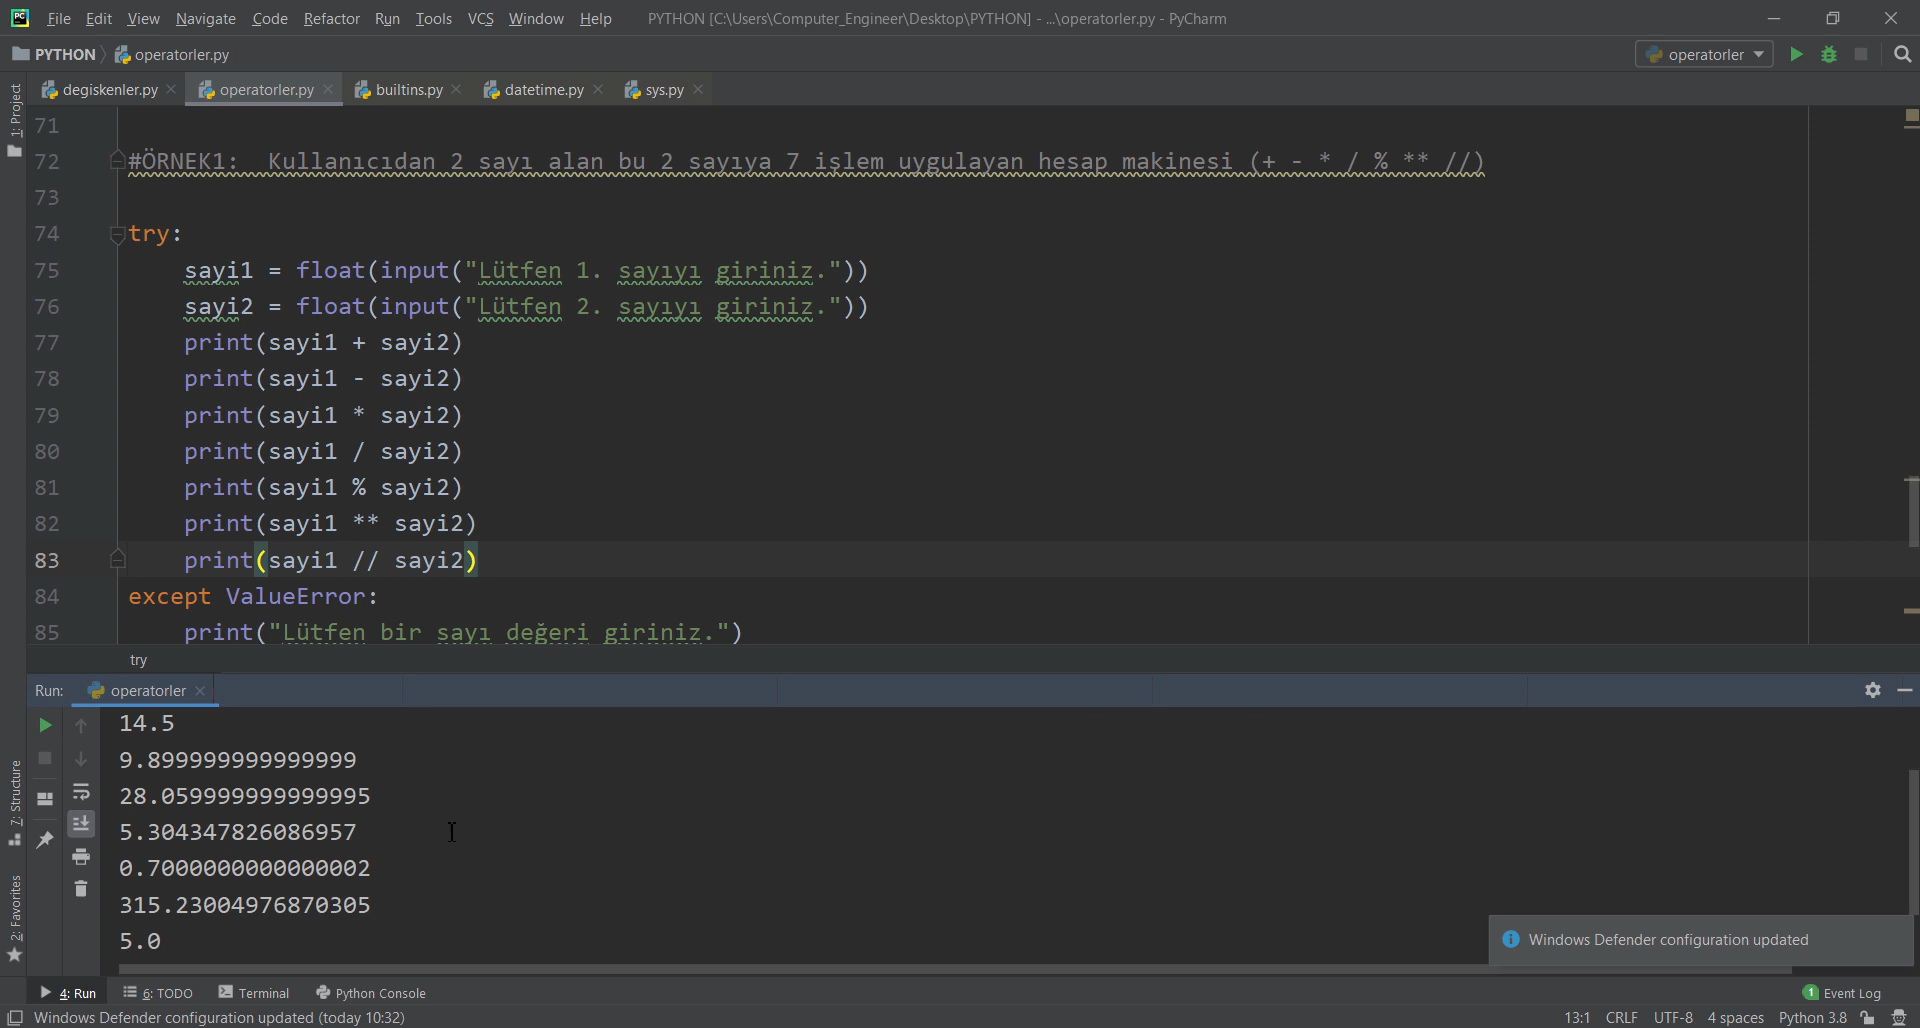 File Edit View Navigate Code Refactor Run Tools VCS Window Help PYTHON [C:\Users\Computer_Engineer\Desktop\PYTHON] - ...\operatorler.py - PyCharm
PYTHON operatorler.py operatorler
degiskenler.py operatorler.py builtins.py datetime.py sys.py
1: Project
71
72 #ÖRNEK1:  Kullanıcıdan 2 sayı alan bu 2 sayıya 7 işlem uygulayan hesap makinesi (+ - * / % ** //)
73
74 try:
75     sayi1 = float(input("Lütfen 1. sayıyı giriniz."))
76     sayi2 = float(input("Lütfen 2. sayıyı giriniz."))
77     print(sayi1 + sayi2)
78     print(sayi1 - sayi2)
79     print(sayi1 * sayi2)
80     print(sayi1 / sayi2)
81     print(sayi1 % sayi2)
82     print(sayi1 ** sayi2)
83     print(sayi1 // sayi2)
84 except ValueError:
85     print("Lütfen bir sayı değeri giriniz.")
try
Run: operatorler
14.5
9.899999999999999
28.059999999999995
5.304347826086957
0.7000000000000002
315.23004976870305
5.0
7: Structure
2: Favorites
Windows Defender configuration updated
4: Run 6: TODO Terminal Python Console 1 Event Log
Windows Defender configuration updated (today 10:32) 13:1 CRLF UTF-8 4 spaces Python 3.8